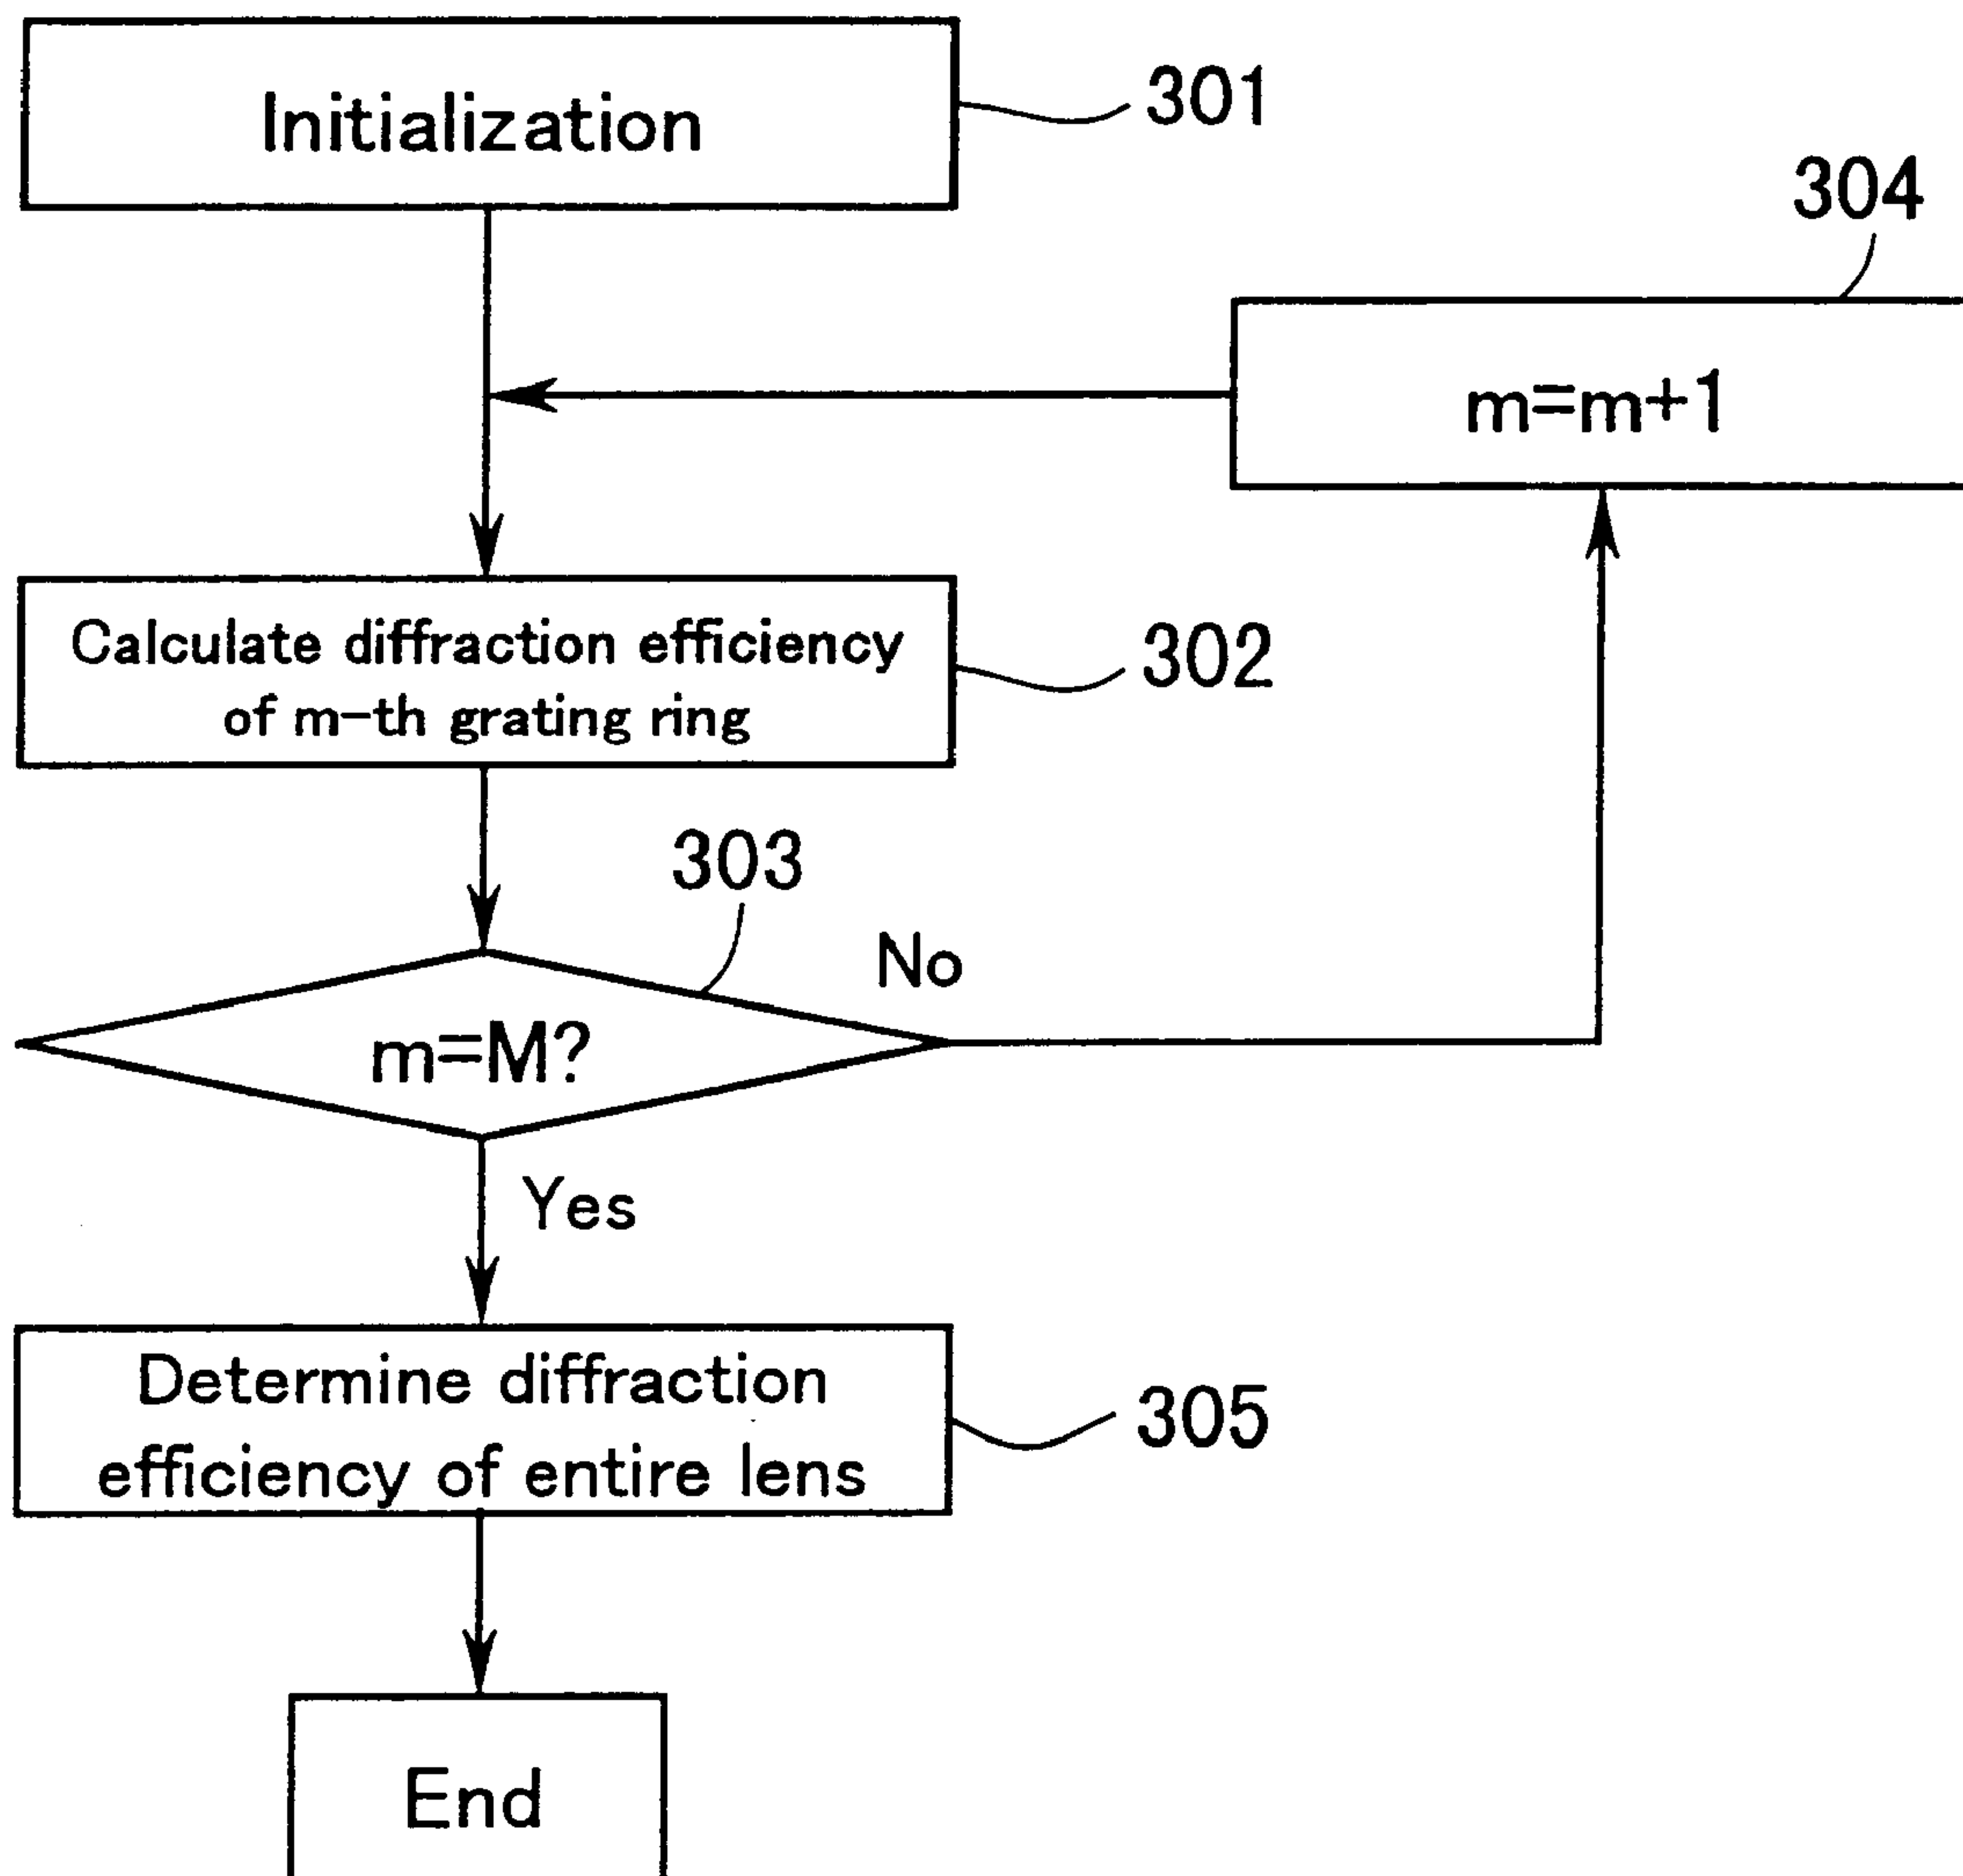 Initialization
301
304
m=m+1
Calculate diffraction efficiency
of m-th grating ring
302
303
No
m=M?
Yes
Determine diffraction
efficiency of entire lens
305
End